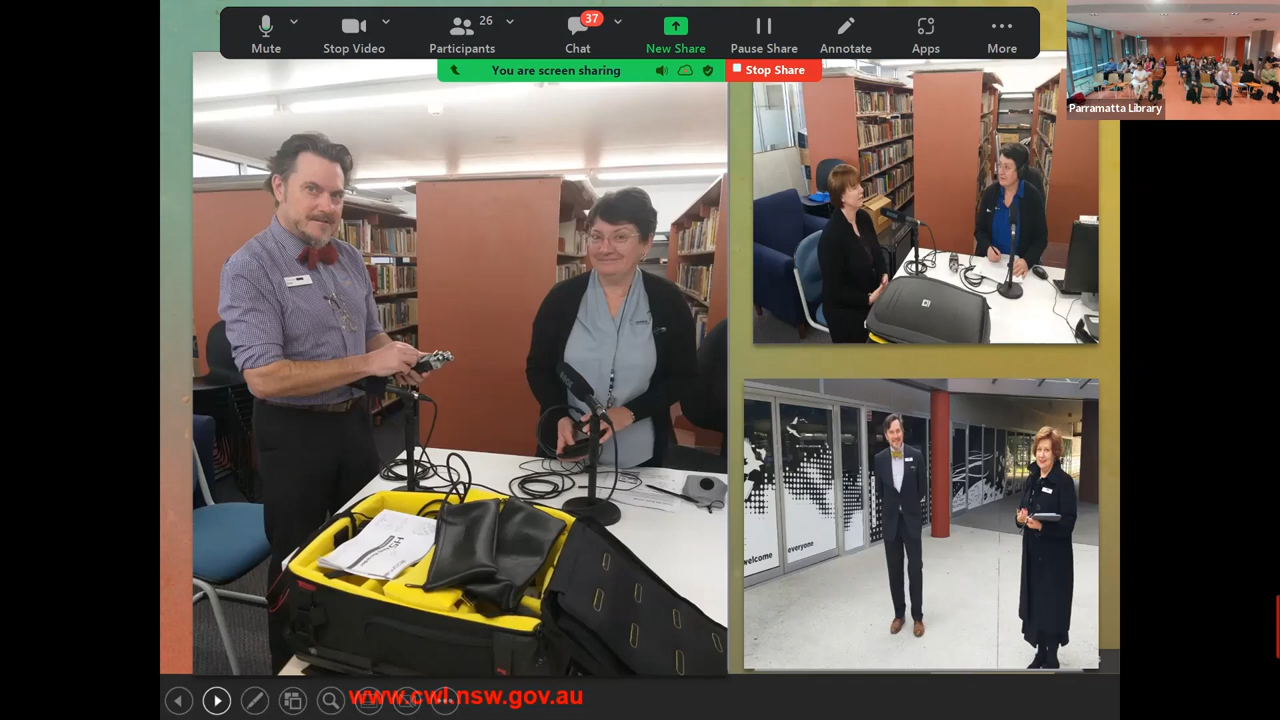 Mute
Stop Video
26
Participants
37
Chat
New Share
Pause Share
Annotate
Apps
More
You are screen sharing
Stop Share
Parramatta Library
H5
welcome
everyone
www.cwl.nsw.gov.au